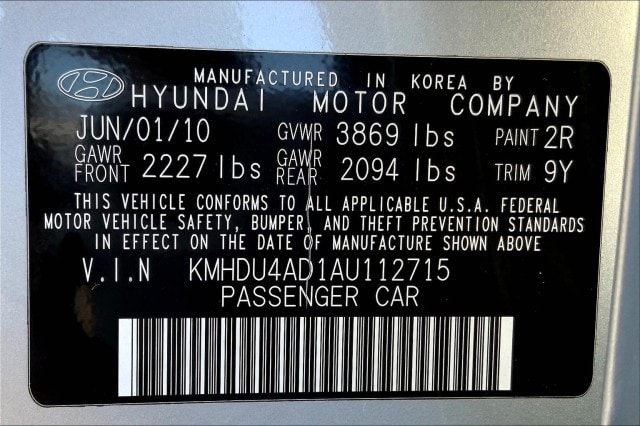 MANUFACTURED IN KOREA BY
HYUNDAI MOTOR COMPANY
JUN/01/10 GVWR 3869 lbs PAINT 2R
GAWR FRONT 2227 lbs GAWR REAR 2094 lbs TRIM 9Y
THIS VEHICLE CONFORMS TO ALL APPLICABLE U.S.A. FEDERAL
MOTOR VEHICLE SAFETY, BUMPER, AND THEFT PREVENTION STANDARDS
IN EFFECT ON THE DATE OF MANUFACTURE SHOWN ABOVE
V.I.N KMHDU4AD1AU112715
PASSENGER CAR